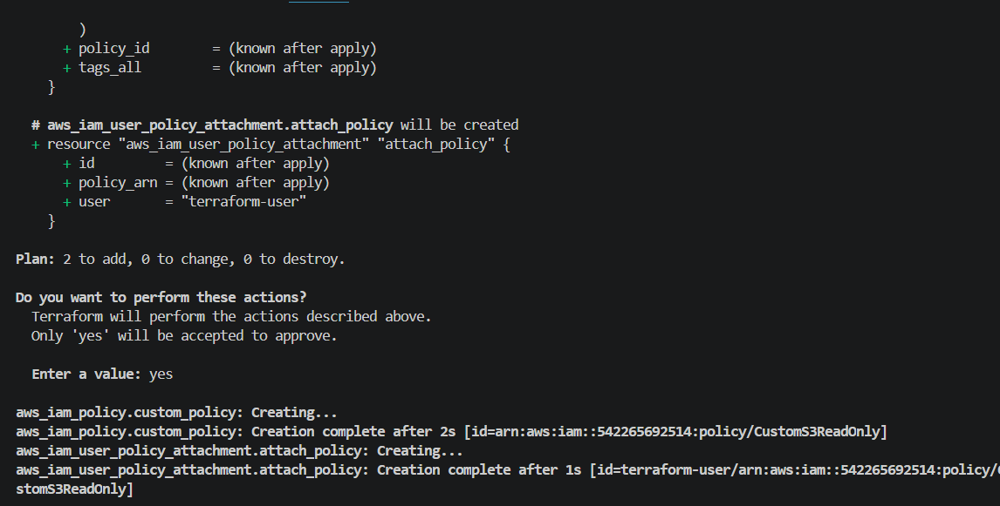 )
+ policy_id        = (known after apply)
+ tags_all         = (known after apply)
}
# aws_iam_user_policy_attachment.attach_policy will be created
+ resource "aws_iam_user_policy_attachment" "attach_policy" {
+ id         = (known after apply)
+ policy_arn = (known after apply)
+ user       = "terraform-user"
}
Plan: 2 to add, 0 to change, 0 to destroy.
Do you want to perform these actions?
Terraform will perform the actions described above.
Only 'yes' will be accepted to approve.
Enter a value: yes
aws_iam_policy.custom_policy: Creating...
aws_iam_policy.custom_policy: Creation complete after 2s [id=arn:aws:iam::542265692514:policy/CustomS3ReadOnly]
aws_iam_user_policy_attachment.attach_policy: Creating...
aws_iam_user_policy_attachment.attach_policy: Creation complete after 1s [id=terraform-user/arn:aws:iam::542265692514:policy/
stomS3ReadOnly]